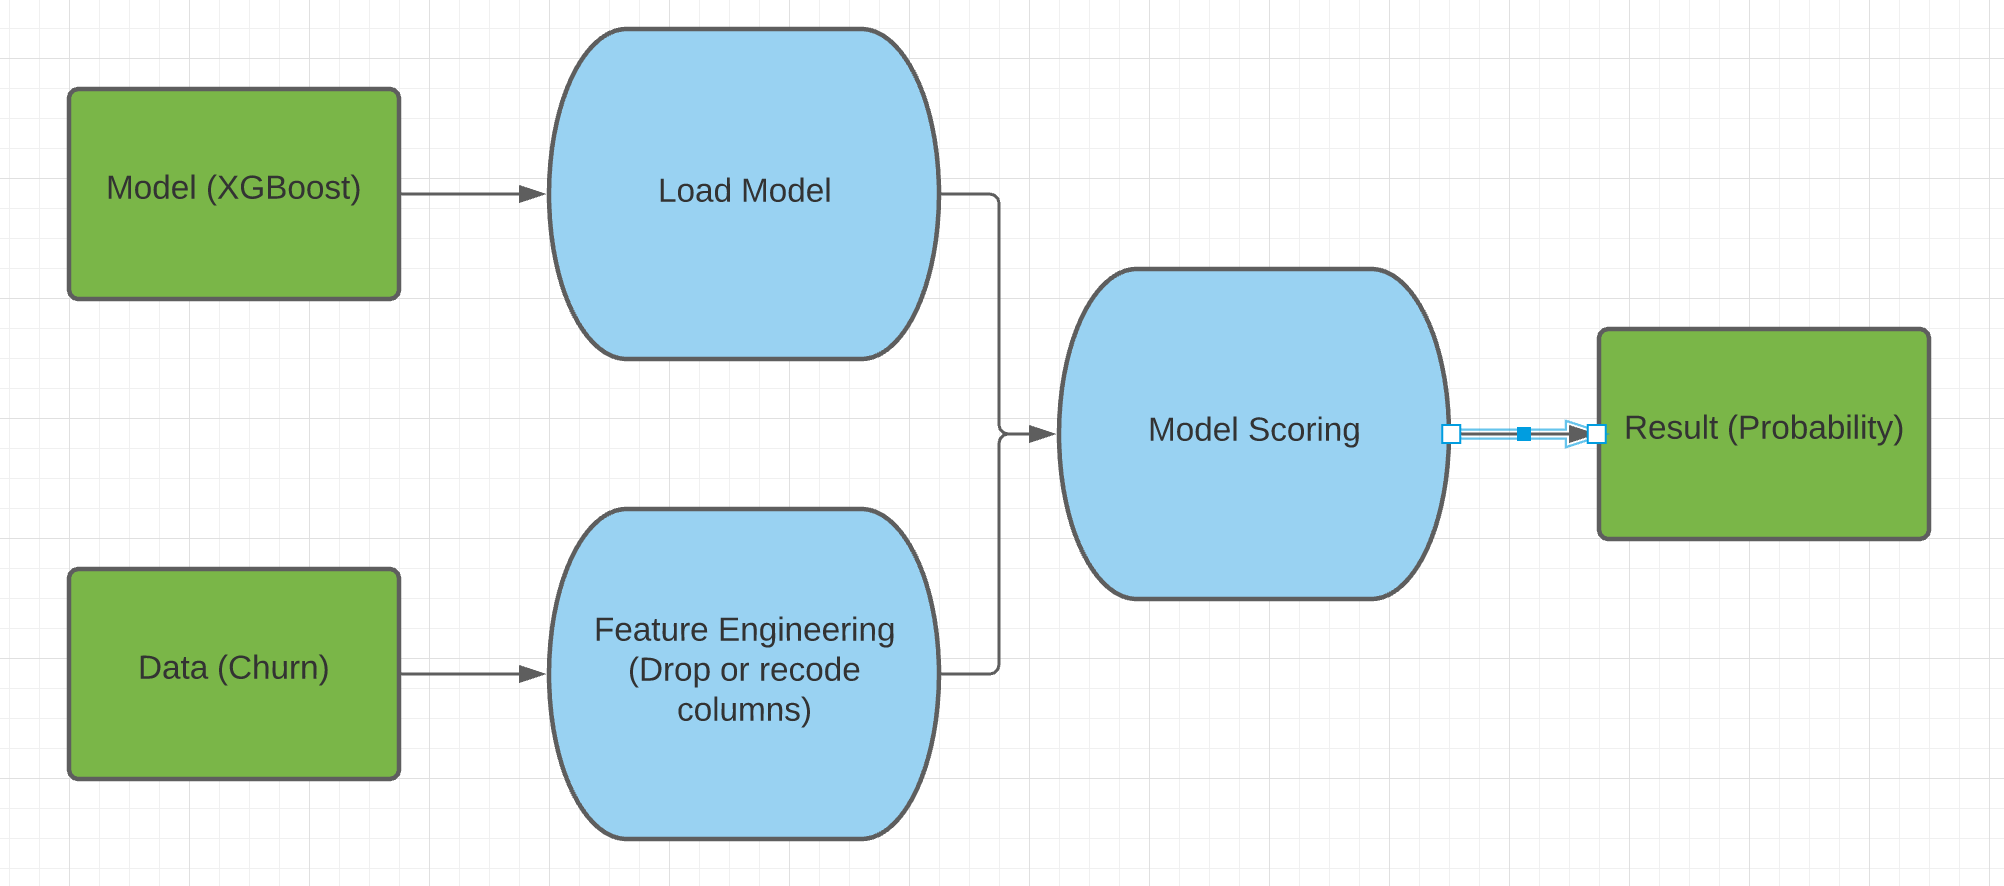 Model (XGBoost)
Load Model
Model Scoring
Result (Probability)
Data (Churn)
Feature Engineering
(Drop or recode
columns)